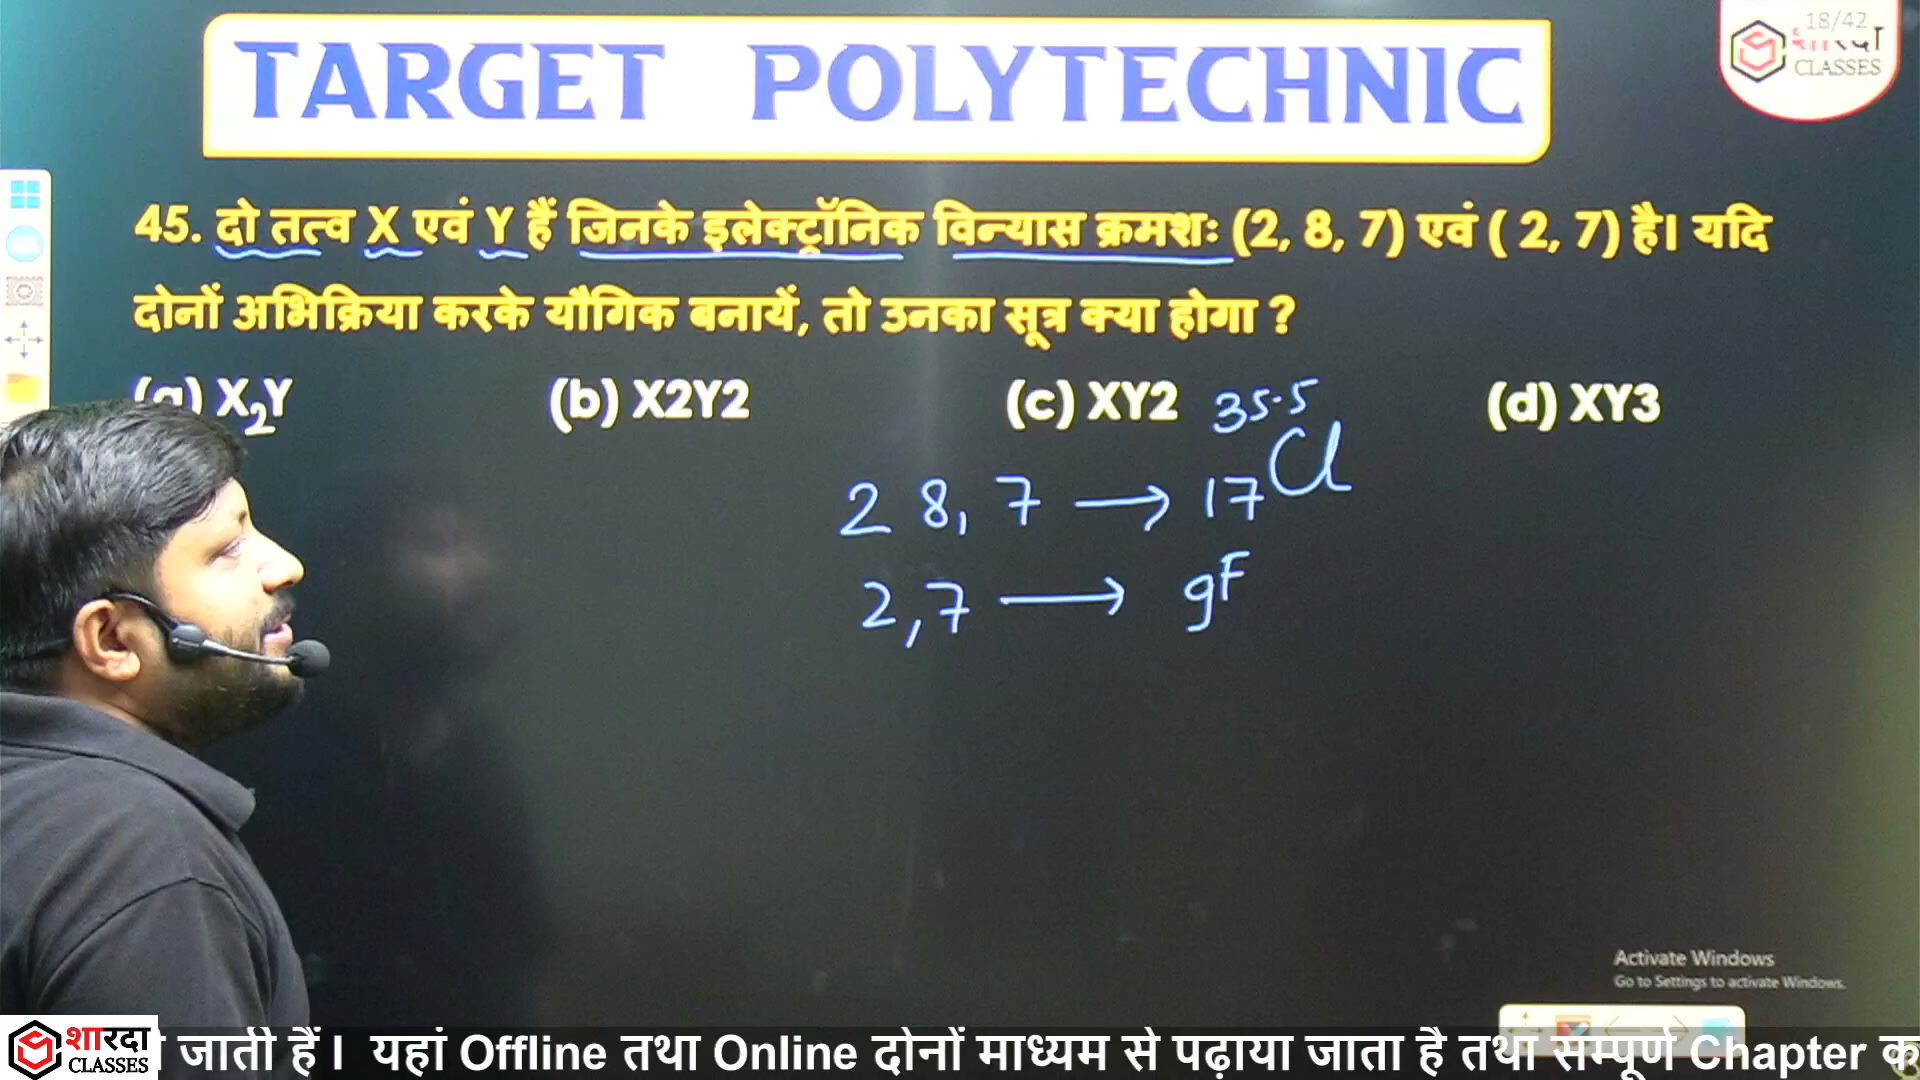 TARGET POLYTECHNIC
18/42
शारदा
CLASSES
45. दो तत्व X एवं Y हैं जिनके इलेक्ट्रॉनिक विन्यास क्रमशः (2, 8, 7) एवं ( 2, 7) है। यदि
दोनों अभिक्रिया करके यौगिक बनायें, तो उनका सूत्र क्या होगा ?
(a) X2Y (b) X2Y2 (c) XY2 (d) XY3
35.5
2 8, 7 → 17Cl
2,7 → 9F
Activate Windows
Go to Settings to activate Windows.
शारदा
CLASSES
जाती हैं। यहां Offline तथा Online दोनों माध्यम से पढ़ाया जाता है तथा सम्पूर्ण Chapter